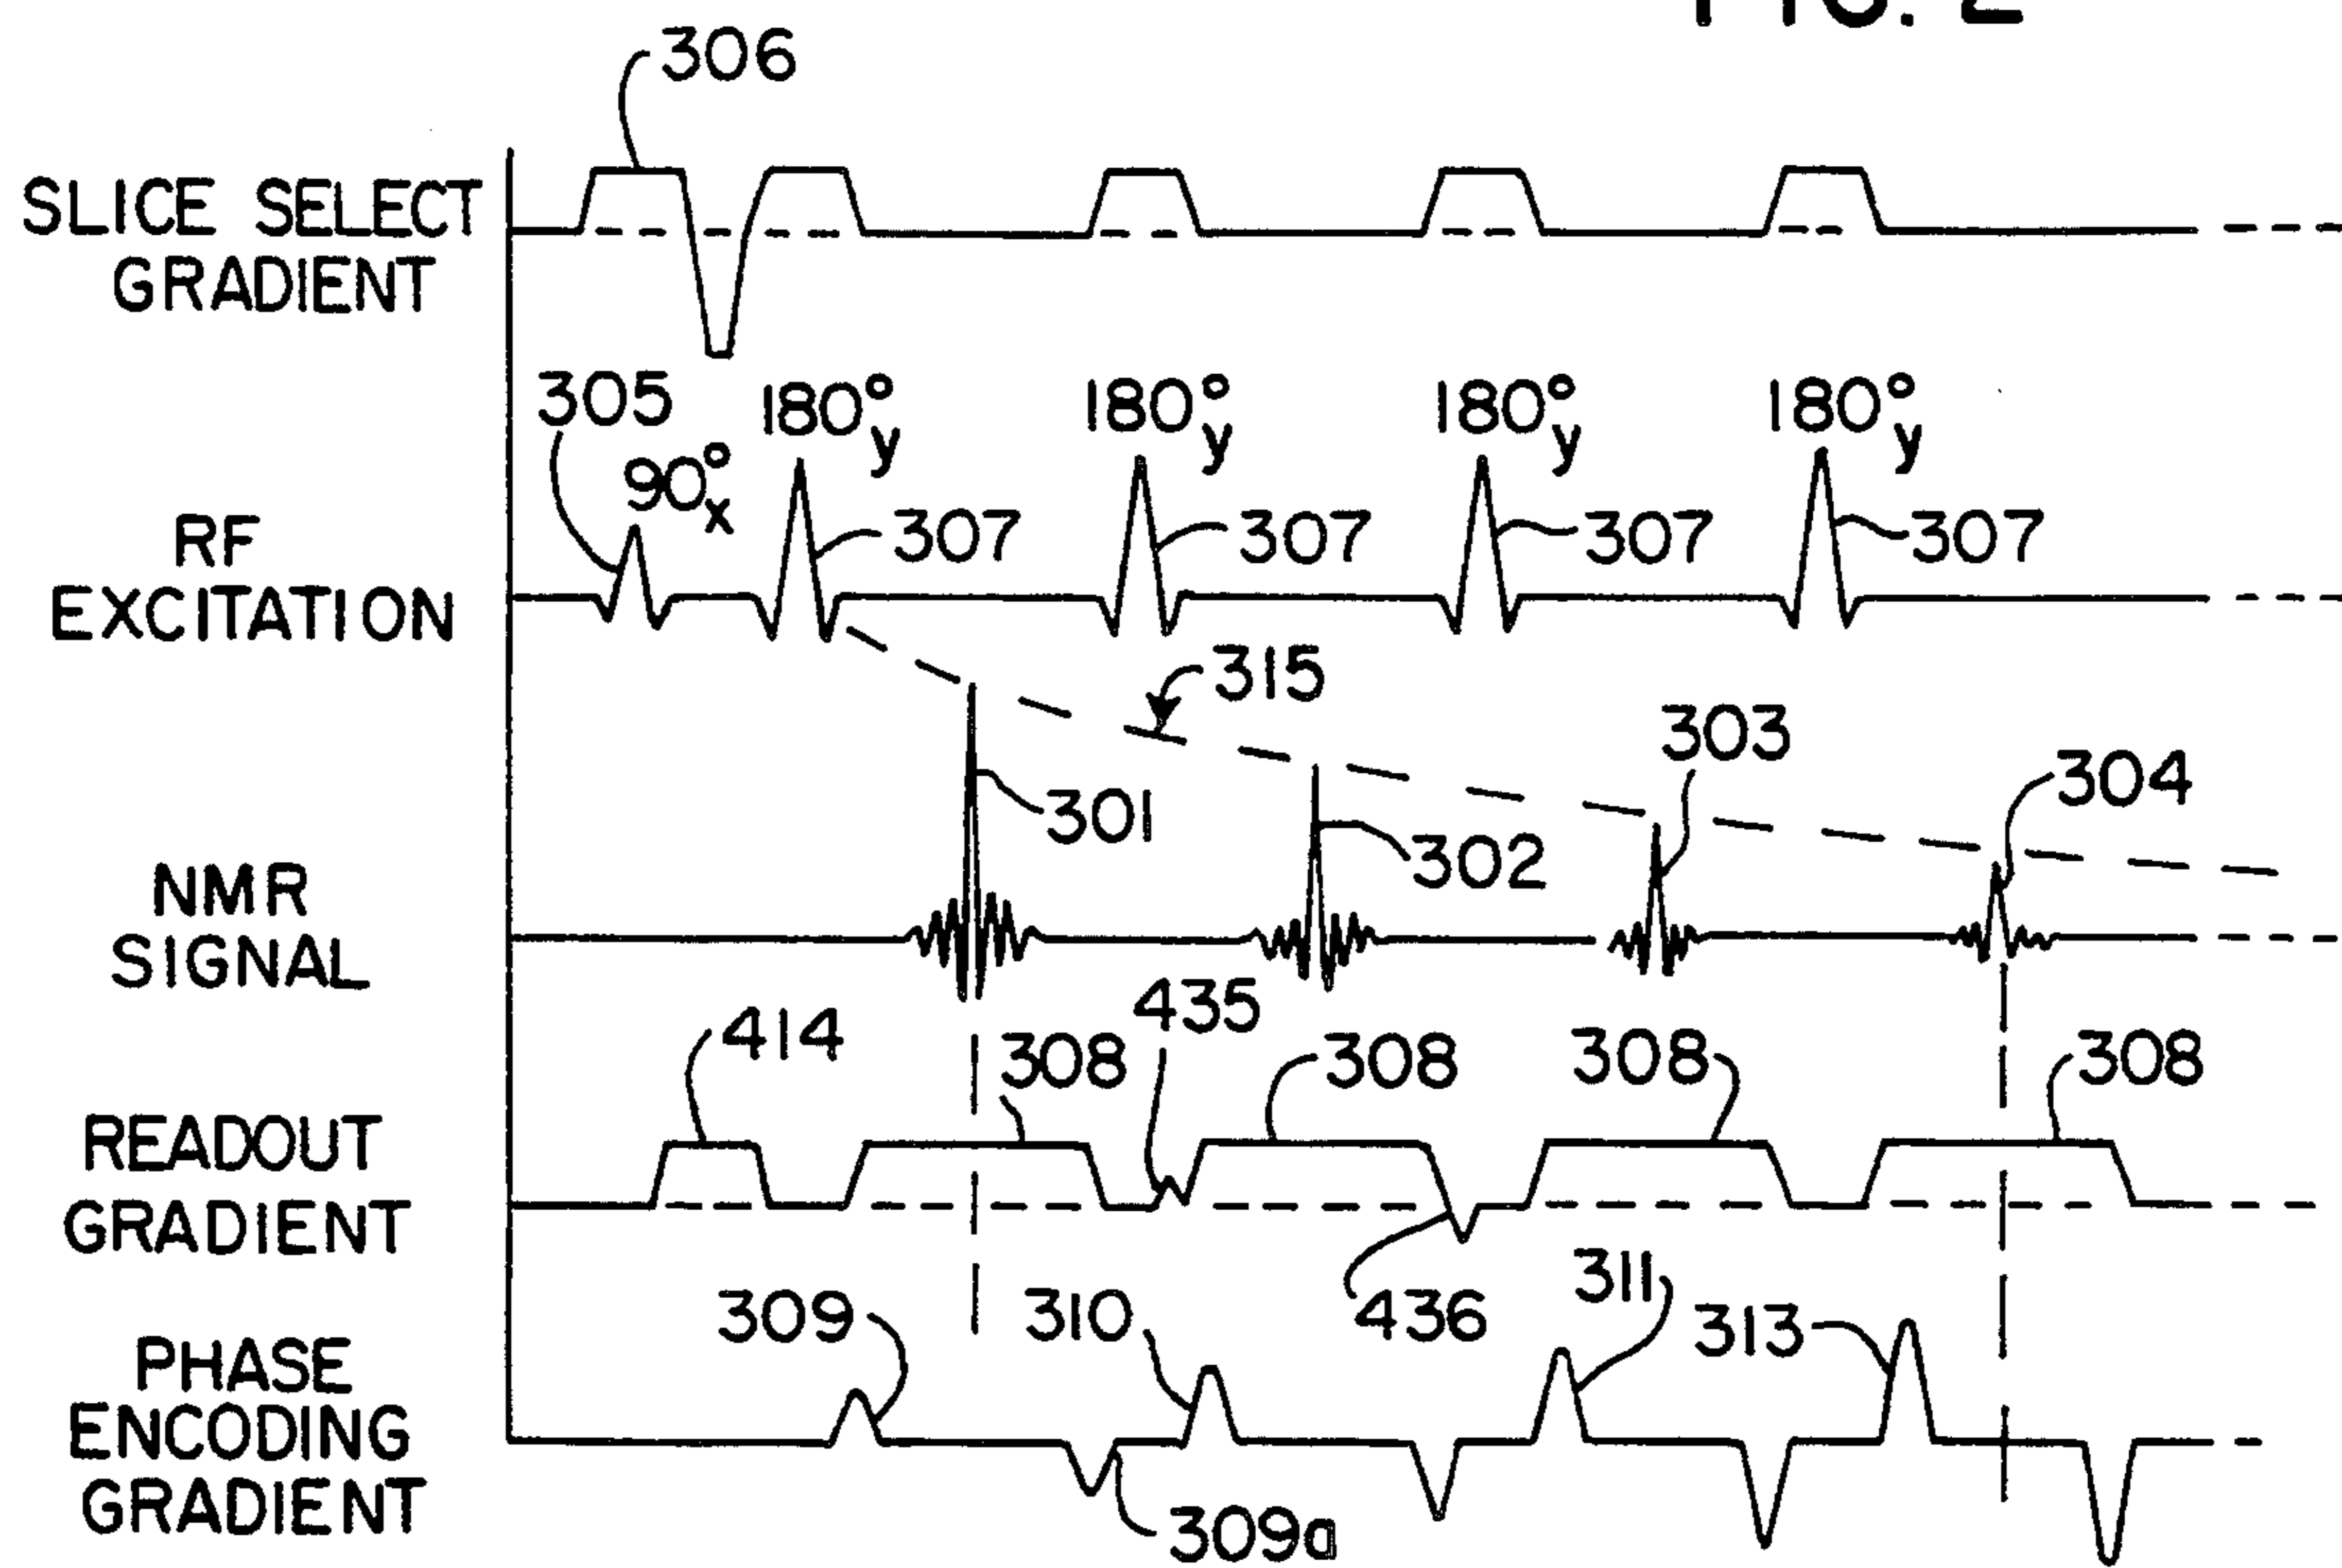 FIG. 2
306
SLICE SELECT
GRADIENT
305
90°x
180°y
180°y
180°y
180°y
307
307
307
307
RF
EXCITATION
315
301
302
303
304
NMR
SIGNAL
414
308
435
308
308
308
READOUT
GRADIENT
436
309
310
311
313
PHASE
ENCODING
GRADIENT
309a